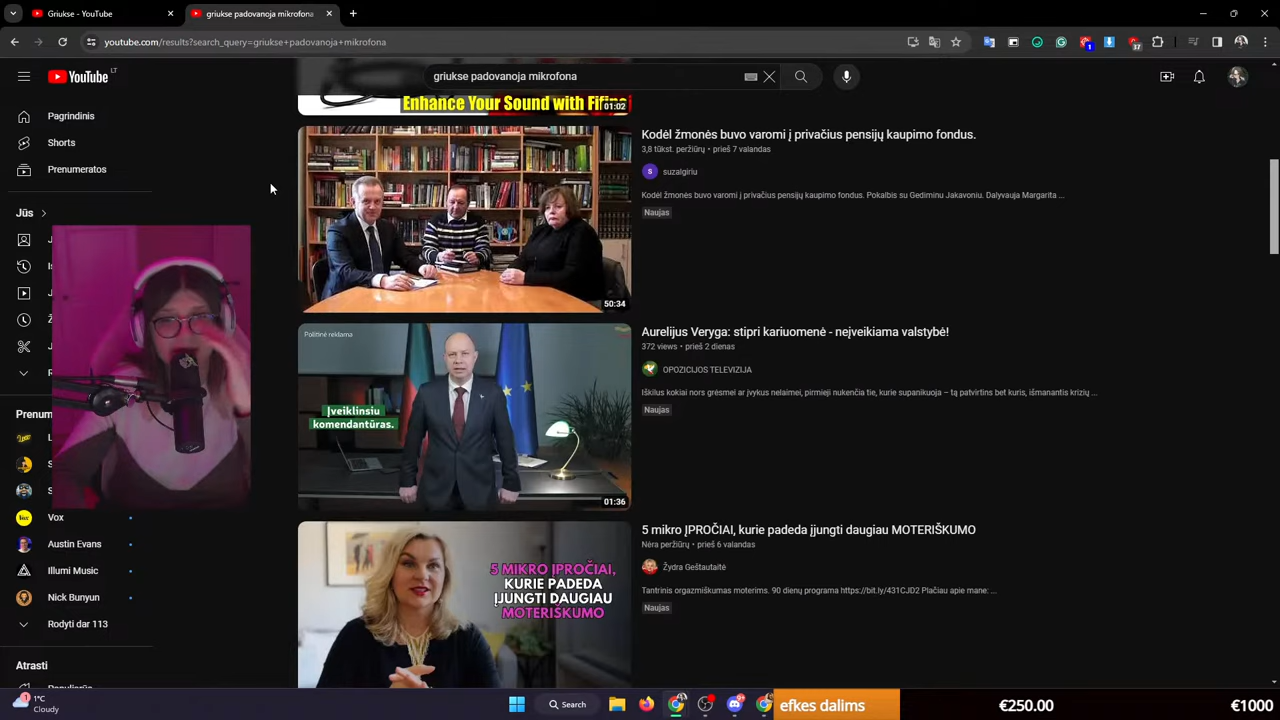 Griukse - YouTube
griukse padovanoja mikrofona
youtube.com/results?search_query=griukse+padovanoja+mikrofona
YouTube LT
griukse padovanoja mikrofona
Pagrindinis
Shorts
Prenumeratos
Jūs
Prenum
Vox
Austin Evans
Illumi Music
Nick Bunyun
Rodyti dar 113
Atrasti
Enhance Your Sound with Fifine
01:02
Kodėl žmonės buvo varomi į privačius pensijų kaupimo fondus.
3,8 tūkst. peržiūrų • prieš 7 valandas
suzalgiriu
Kodėl žmonės buvo varomi į privačius pensijų kaupimo fondus. Pokalbis su Gediminu Jakavoniu. Dalyvauja Margarita ...
Naujas
50:34
Politinė reklama
Įveiklinsiu
komendantūras.
01:36
Aurelijus Veryga: stipri kariuomenė - neįveikiama valstybė!
372 views • prieš 2 dienas
OPOZICIJOS TELEVIZIJA
Iškilus kokiai nors grėsmei ar įvykus nelaimei, pirmieji nukenčia tie, kurie supanikuoja – tą patvirtins bet kuris, išmanantis krizių ...
Naujas
5 MIKRO ĮPROČIAI,
KURIE PADEDA
ĮJUNGTI DAUGIAU
MOTERIŠKUMO
5 mikro ĮPROČIAI, kurie padeda įjungti daugiau MOTERIŠKUMO
Nėra peržiūrų • prieš 6 valandas
Žydra Geštautaitė
Tantrinis orgazmiškumas moterims. 90 dienų programa https://bit.ly/431CJD2 Plačiau apie mane: ...
Naujas
1°C
Cloudy
Search
efkes dalims
€250.00
€1000